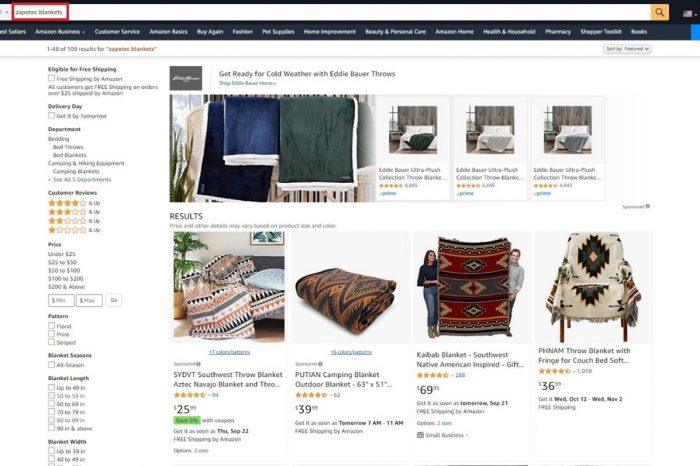 zapotec blankets
est Sellers Amazon Business Customer Service Amazon Basics Buy Again Fashion Pet Supplies Home Improvement Beauty & Personal Care Amazon Home Health & Household Pharmacy Shopper Toolkit Books
1-48 of 109 results for "zapotec blankets"
Sort by: Featured
Eligible for Free Shipping
Free Shipping by Amazon
All customers get FREE Shipping on orders
over $25 shipped by Amazon
Delivery Day
Get It by Tomorrow
Department
Bedding
Bed Throws
Bed Blankets
Camping & Hiking Equipment
Camping Blankets
See All 5 Departments
Customer Reviews
& Up
& Up
& Up
& Up
Price
Under $25
$25 to $50
$50 to $100
$100 to $200
$200 & Above
$ Min $ Max Go
Pattern
Floral
Print
Striped
Blanket Seasons
All-Season
Blanket Length
Up to 49 in
50 to 59 in
60 to 69 in
70 to 79 in
80 to 89 in
90 in & above
Blanket Width
Up to 39 in
40 to 49 in
Eddie Bauer
Get Ready for Cold Weather with Eddie Bauer Throws
Shop Eddie Bauer Home ›
Eddie Bauer Ultra-Plush
Collection Throw Blanke...
4,445
prime
Eddie Bauer Ultra-Plush
Collection Throw Blanke...
4,445
prime
Eddie Bauer Ultra-Plush
Collection Throw Blanke...
4,445
prime
Sponsored
RESULTS
Price and other details may vary based on product size and color.
+7 colors/patterns
Sponsored
SYDVT Southwest Throw Blanket
Aztec Navajo Blanket and Thro...
94
$25 99
Save 5% with coupon
Get it as soon as Thu, Sep 22
FREE Shipping by Amazon
Options: 2 sizes
+6 colors/patterns
Sponsored
PUTIAN Camping Blanket
Outdoor Blanket - 63" x 51"...
62
$39 99
Get it as soon as Tomorrow 7 AM - 11 AM
FREE Shipping by Amazon
Kaibab Blanket - Southwest
Native American Inspired - Gift...
288
$69 95
Get it as soon as tomorrow, Sep 21
FREE Shipping by Amazon
Options: 2 sizes
Small Business
PHNAM Throw Blanket with
Fringe for Couch Bed Soft...
1,019
$36 99
Get it Wed, Oct 12 - Wed, Nov 2
FREE Shipping